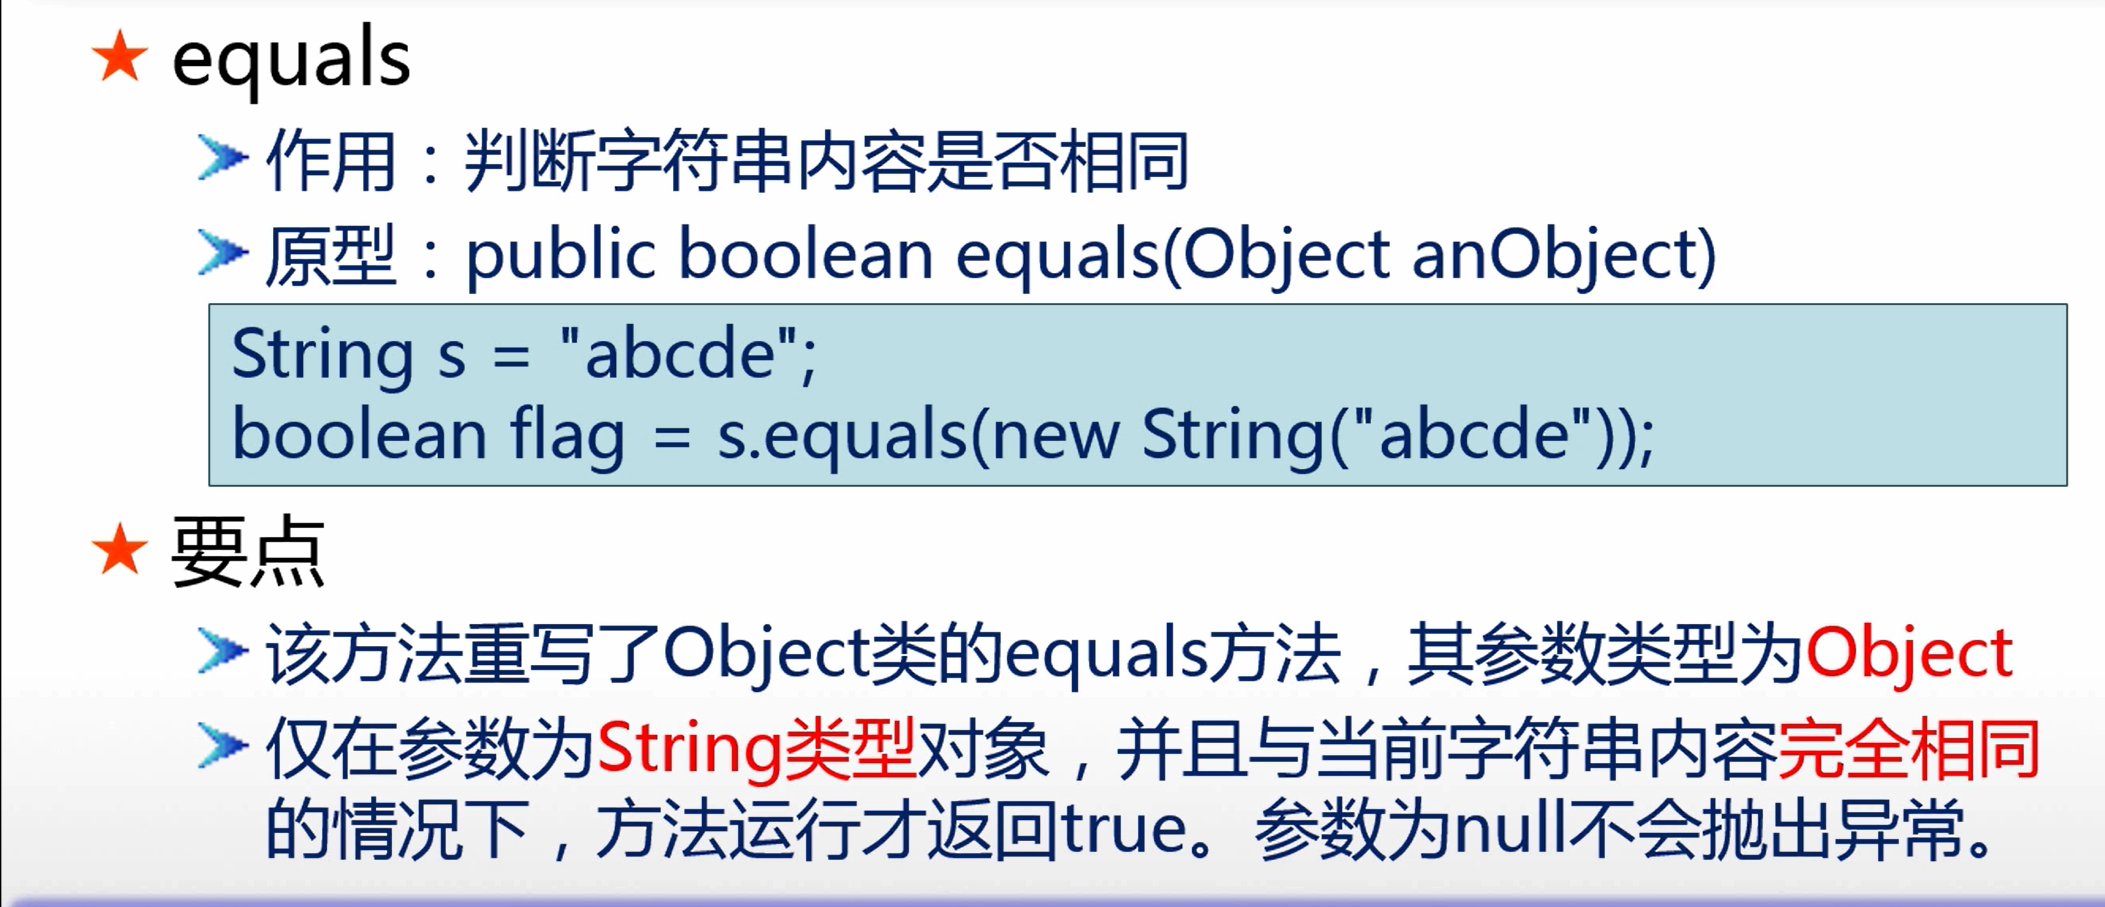 equals
作用：判断字符串内容是否相同
原型：public boolean equals(Object anObject)
String s = "abcde";
boolean flag = s.equals(new String("abcde"));
要点
该方法重写了Object类的equals方法，其参数类型为Object
仅在参数为String类型对象，并且与当前字符串内容完全相同
的情况下，方法运行才返回true。参数为null不会抛出异常。